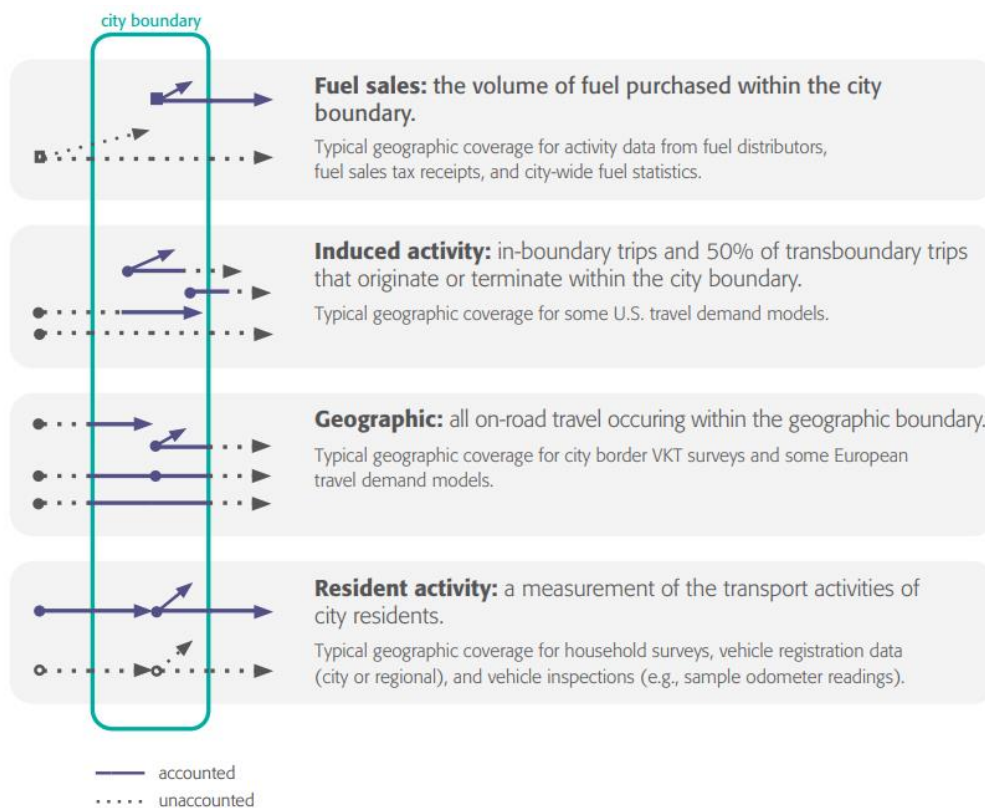 city boundary
Fuel sales: the volume of fuel purchased within the city
boundary.
Typical geographic coverage for activity data from fuel distributors,
fuel sales tax receipts, and city-wide fuel statistics.
Induced activity: in-boundary trips and 50% of transboundary trips
that originate or terminate within the city boundary.
Typical geographic coverage for some U.S. travel demand models.
Geographic: all on-road travel occuring within the geographic boundary.
Typical geographic coverage for city border VKT surveys and some European
travel demand models.
Resident activity: a measurement of the transport activities of
city residents.
Typical geographic coverage for household surveys, vehicle registration data
(city or regional), and vehicle inspections (e.g., sample odometer readings).
accounted
unaccounted